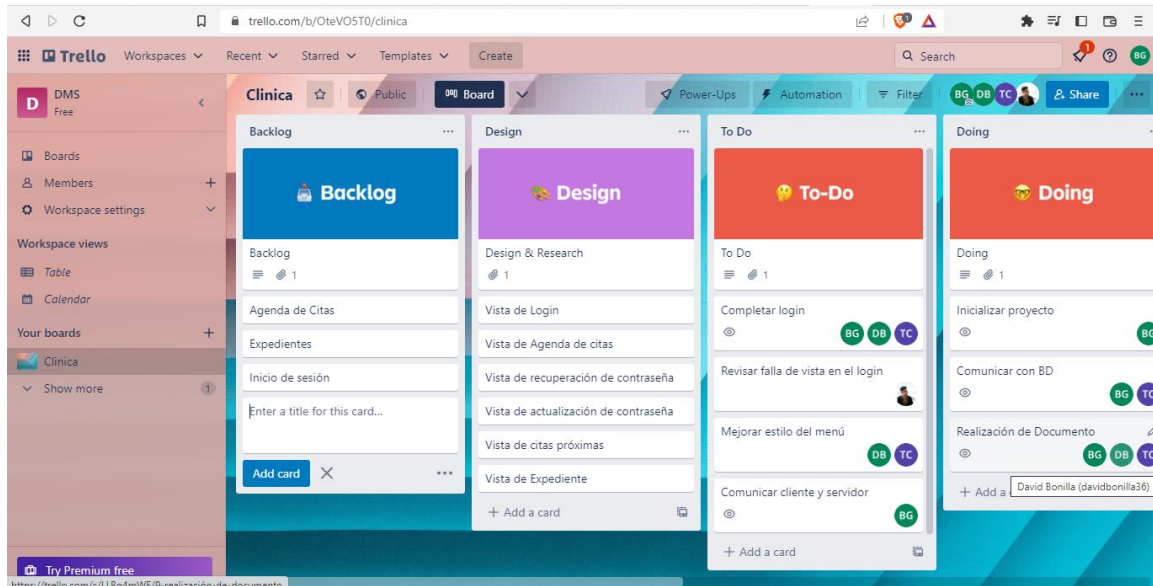 trello.com/b/OteVO5T0/clinica
Trello Workspaces Recent Starred Templates Create Search 1 BG
D DMS
Free
Boards
Members
Workspace settings
Workspace views
Table
Calendar
Your boards
Clinica
Show more 1
Try Premium free
Clinica Public Board Power-Ups Automation Filter BG DB TC Share
Backlog
Backlog
Backlog
1
Agenda de Citas
Expedientes
Inicio de sesión
Enter a title for this card...
Add card
Design
Design
Design & Research
1
Vista de Login
Vista de Agenda de citas
Vista de recuperación de contraseña
Vista de actualización de contraseña
Vista de citas próximas
Vista de Expediente
+ Add a card
To Do
To-Do
To Do
1
Completar login
BG DB TC
Revisar falla de vista en el login
Mejorar estilo del menú
DB TC
Comunicar cliente y servidor
BG
+ Add a card
Doing
Doing
Doing
1
Inicializar proyecto
BG
Comunicar con BD
BG TC
Realización de Documento
BG DB TC
+ Add a
David Bonilla (davidbonilla36)